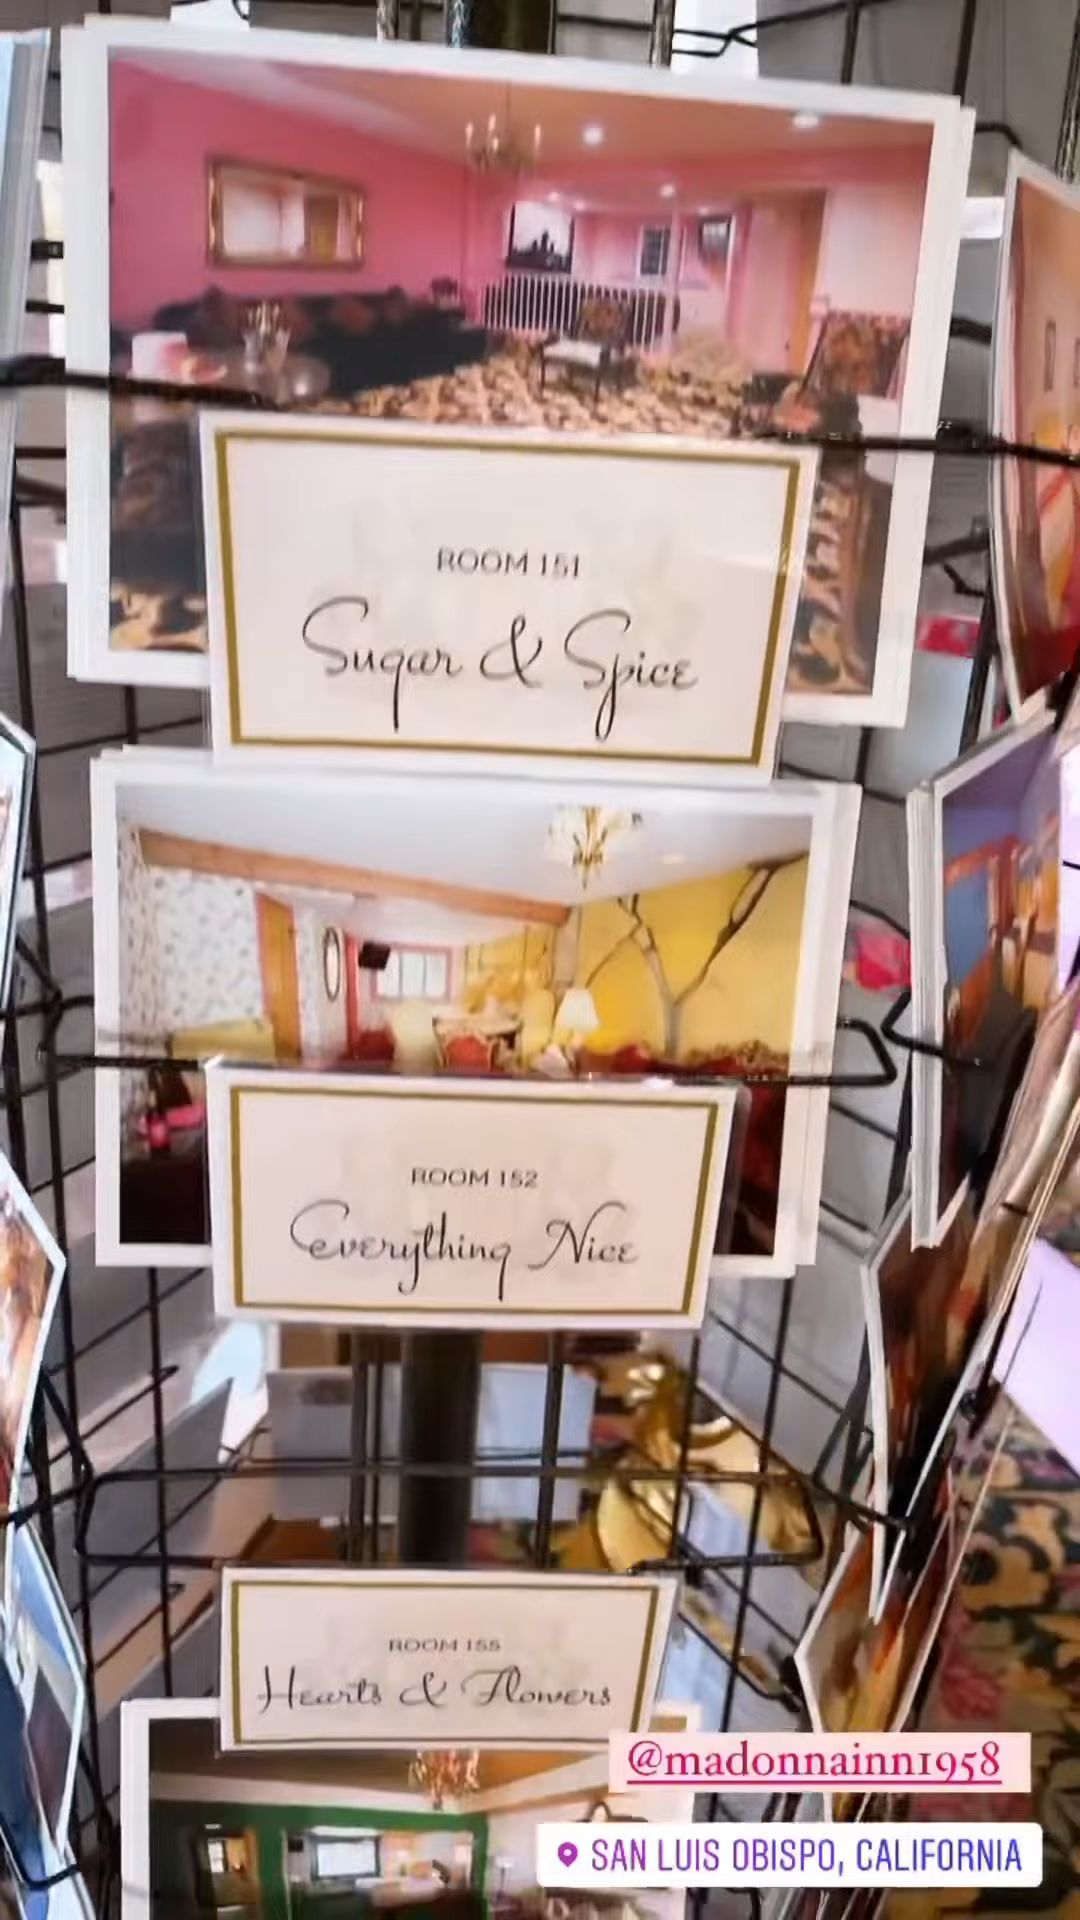 ROOM 151
Sugar & Spice
ROOM 152
Everything Nice
ROOM 155
Hearts & Flowers
@madonnainn1958
SAN LUIS OBISPO, CALIFORNIA